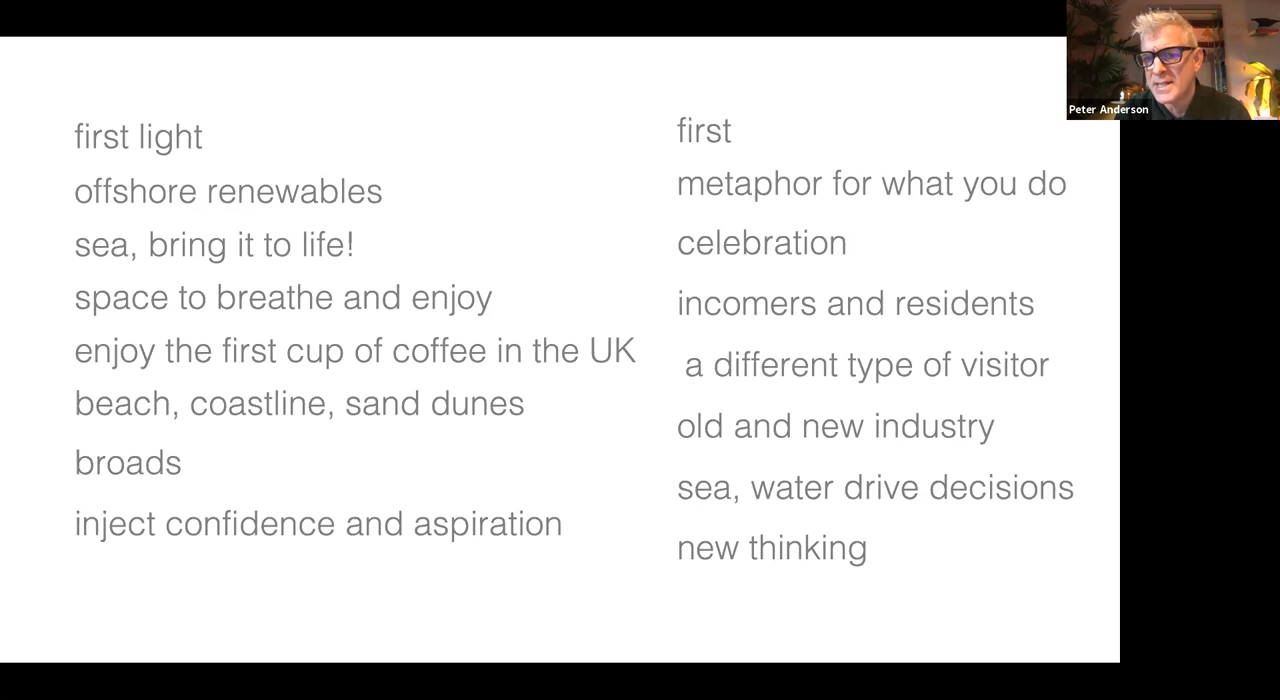 first light
offshore renewables
sea, bring it to life!
space to breathe and enjoy
enjoy the first cup of coffee in the UK
beach, coastline, sand dunes
broads
inject confidence and aspiration
first
metaphor for what you do
celebration
incomers and residents
a different type of visitor
old and new industry
sea, water drive decisions
new thinking
Peter Anderson